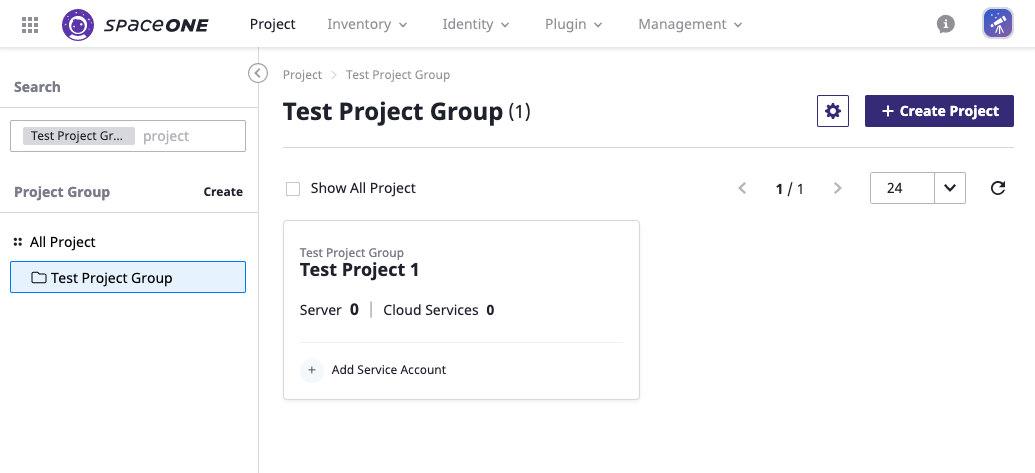 SPACEONE Project Inventory Identity Plugin Management
Search
Test Project Gr... project
Project Group Create
All Project
Test Project Group
Project > Test Project Group
Test Project Group (1)
+ Create Project
Show All Project
1 / 1
24
Test Project Group
Test Project 1
Server 0 | Cloud Services 0
+ Add Service Account